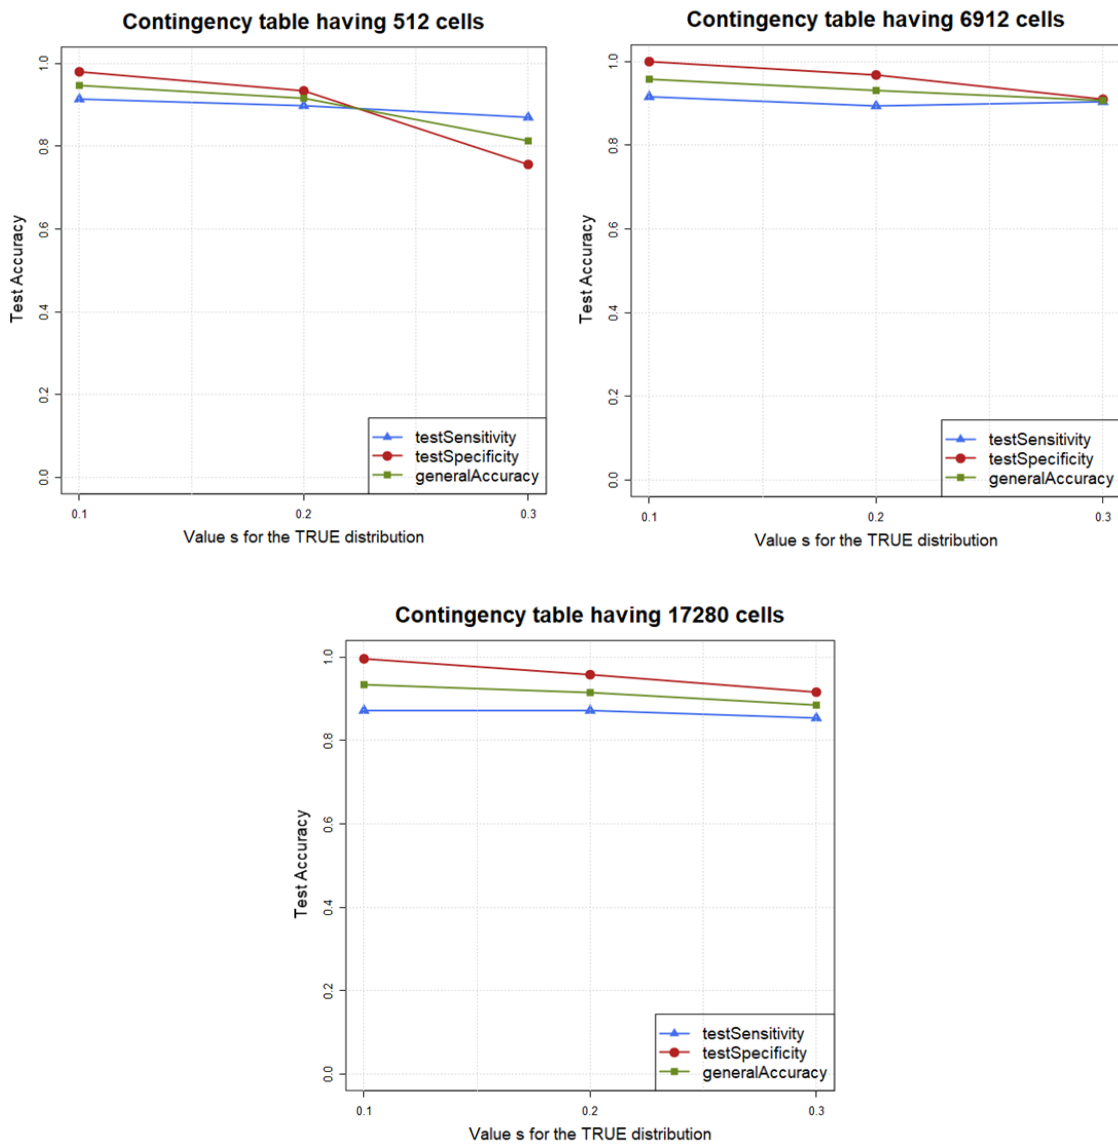 Contingency table having 512 cells
Test Accuracy
1.0
0.8
0.6
0.4
0.2
0.0
testSensitivity
testSpecificity
generalAccuracy
0.1 0.2 0.3
Value s for the TRUE distribution
Contingency table having 6912 cells
Test Accuracy
1.0
0.8
0.6
0.4
0.2
0.0
testSensitivity
testSpecificity
generalAccuracy
0.1 0.2 0.3
Value s for the TRUE distribution
Contingency table having 17280 cells
Test Accuracy
1.0
0.8
0.6
0.4
0.2
0.0
testSensitivity
testSpecificity
generalAccuracy
0.1 0.2 0.3
Value s for the TRUE distribution